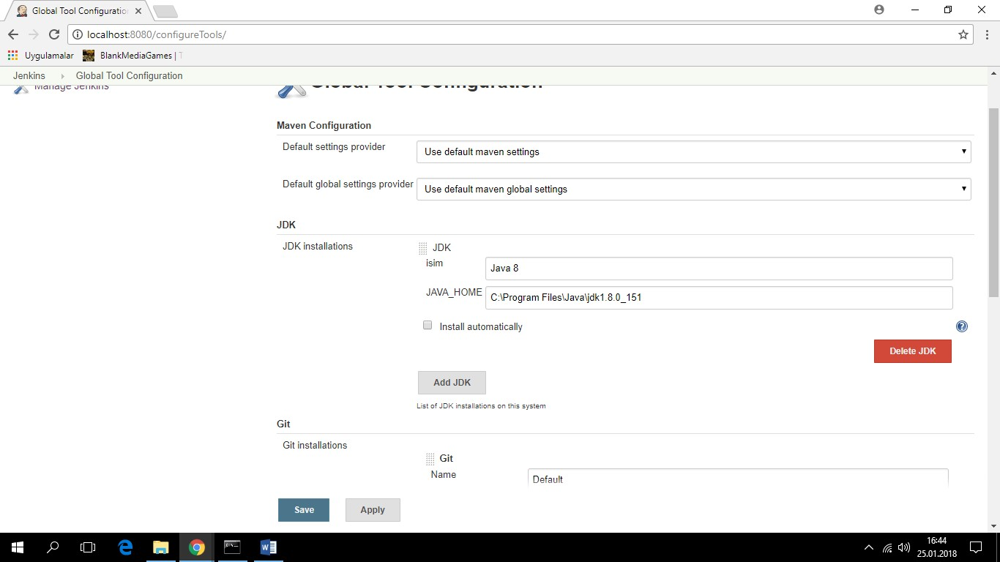 Global Tool Configuratio
localhost:8080/configureTools/
Uygulamalar
BlankMediaGames | T
Jenkins
Global Tool Configuration
Manage Jenkins
Global Tool Configuration
Maven Configuration
Default settings provider
Use default maven settings
Default global settings provider
Use default maven global settings
JDK
JDK installations
JDK
isim
Java 8
JAVA_HOME
C:\Program Files\Java\jdk1.8.0_151
Install automatically
Delete JDK
Add JDK
List of JDK installations on this system
Git
Git installations
Git
Name
Default
Save
Apply
16:44
25.01.2018